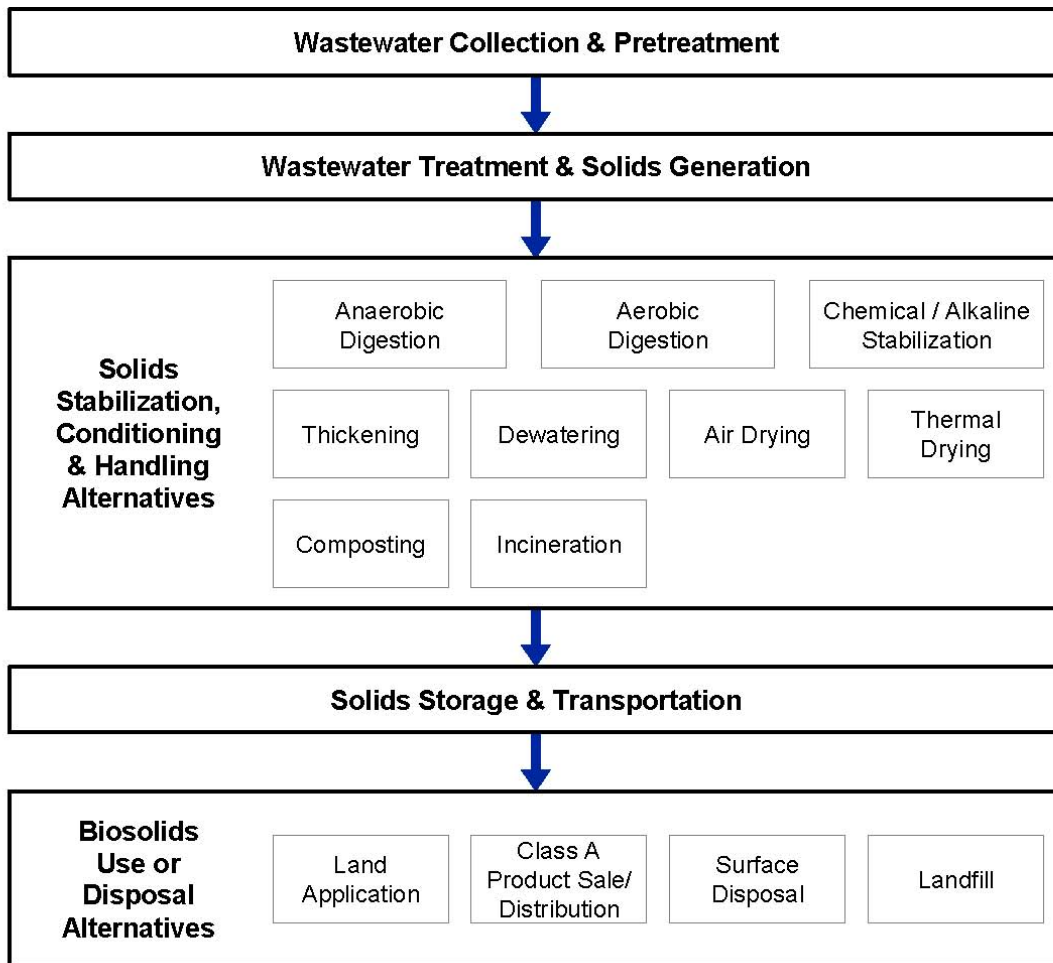 Wastewater Collection & Pretreatment
Wastewater Treatment & Solids Generation
Solids
Stabilization,
Conditioning
& Handling
Alternatives
Anaerobic
Digestion
Aerobic
Digestion
Chemical / Alkaline
Stabilization
Thickening
Dewatering
Air Drying
Thermal
Drying
Composting
Incineration
Solids Storage & Transportation
Biosolids
Use or
Disposal
Alternatives
Land
Application
Class A
Product Sale/
Distribution
Surface
Disposal
Landfill